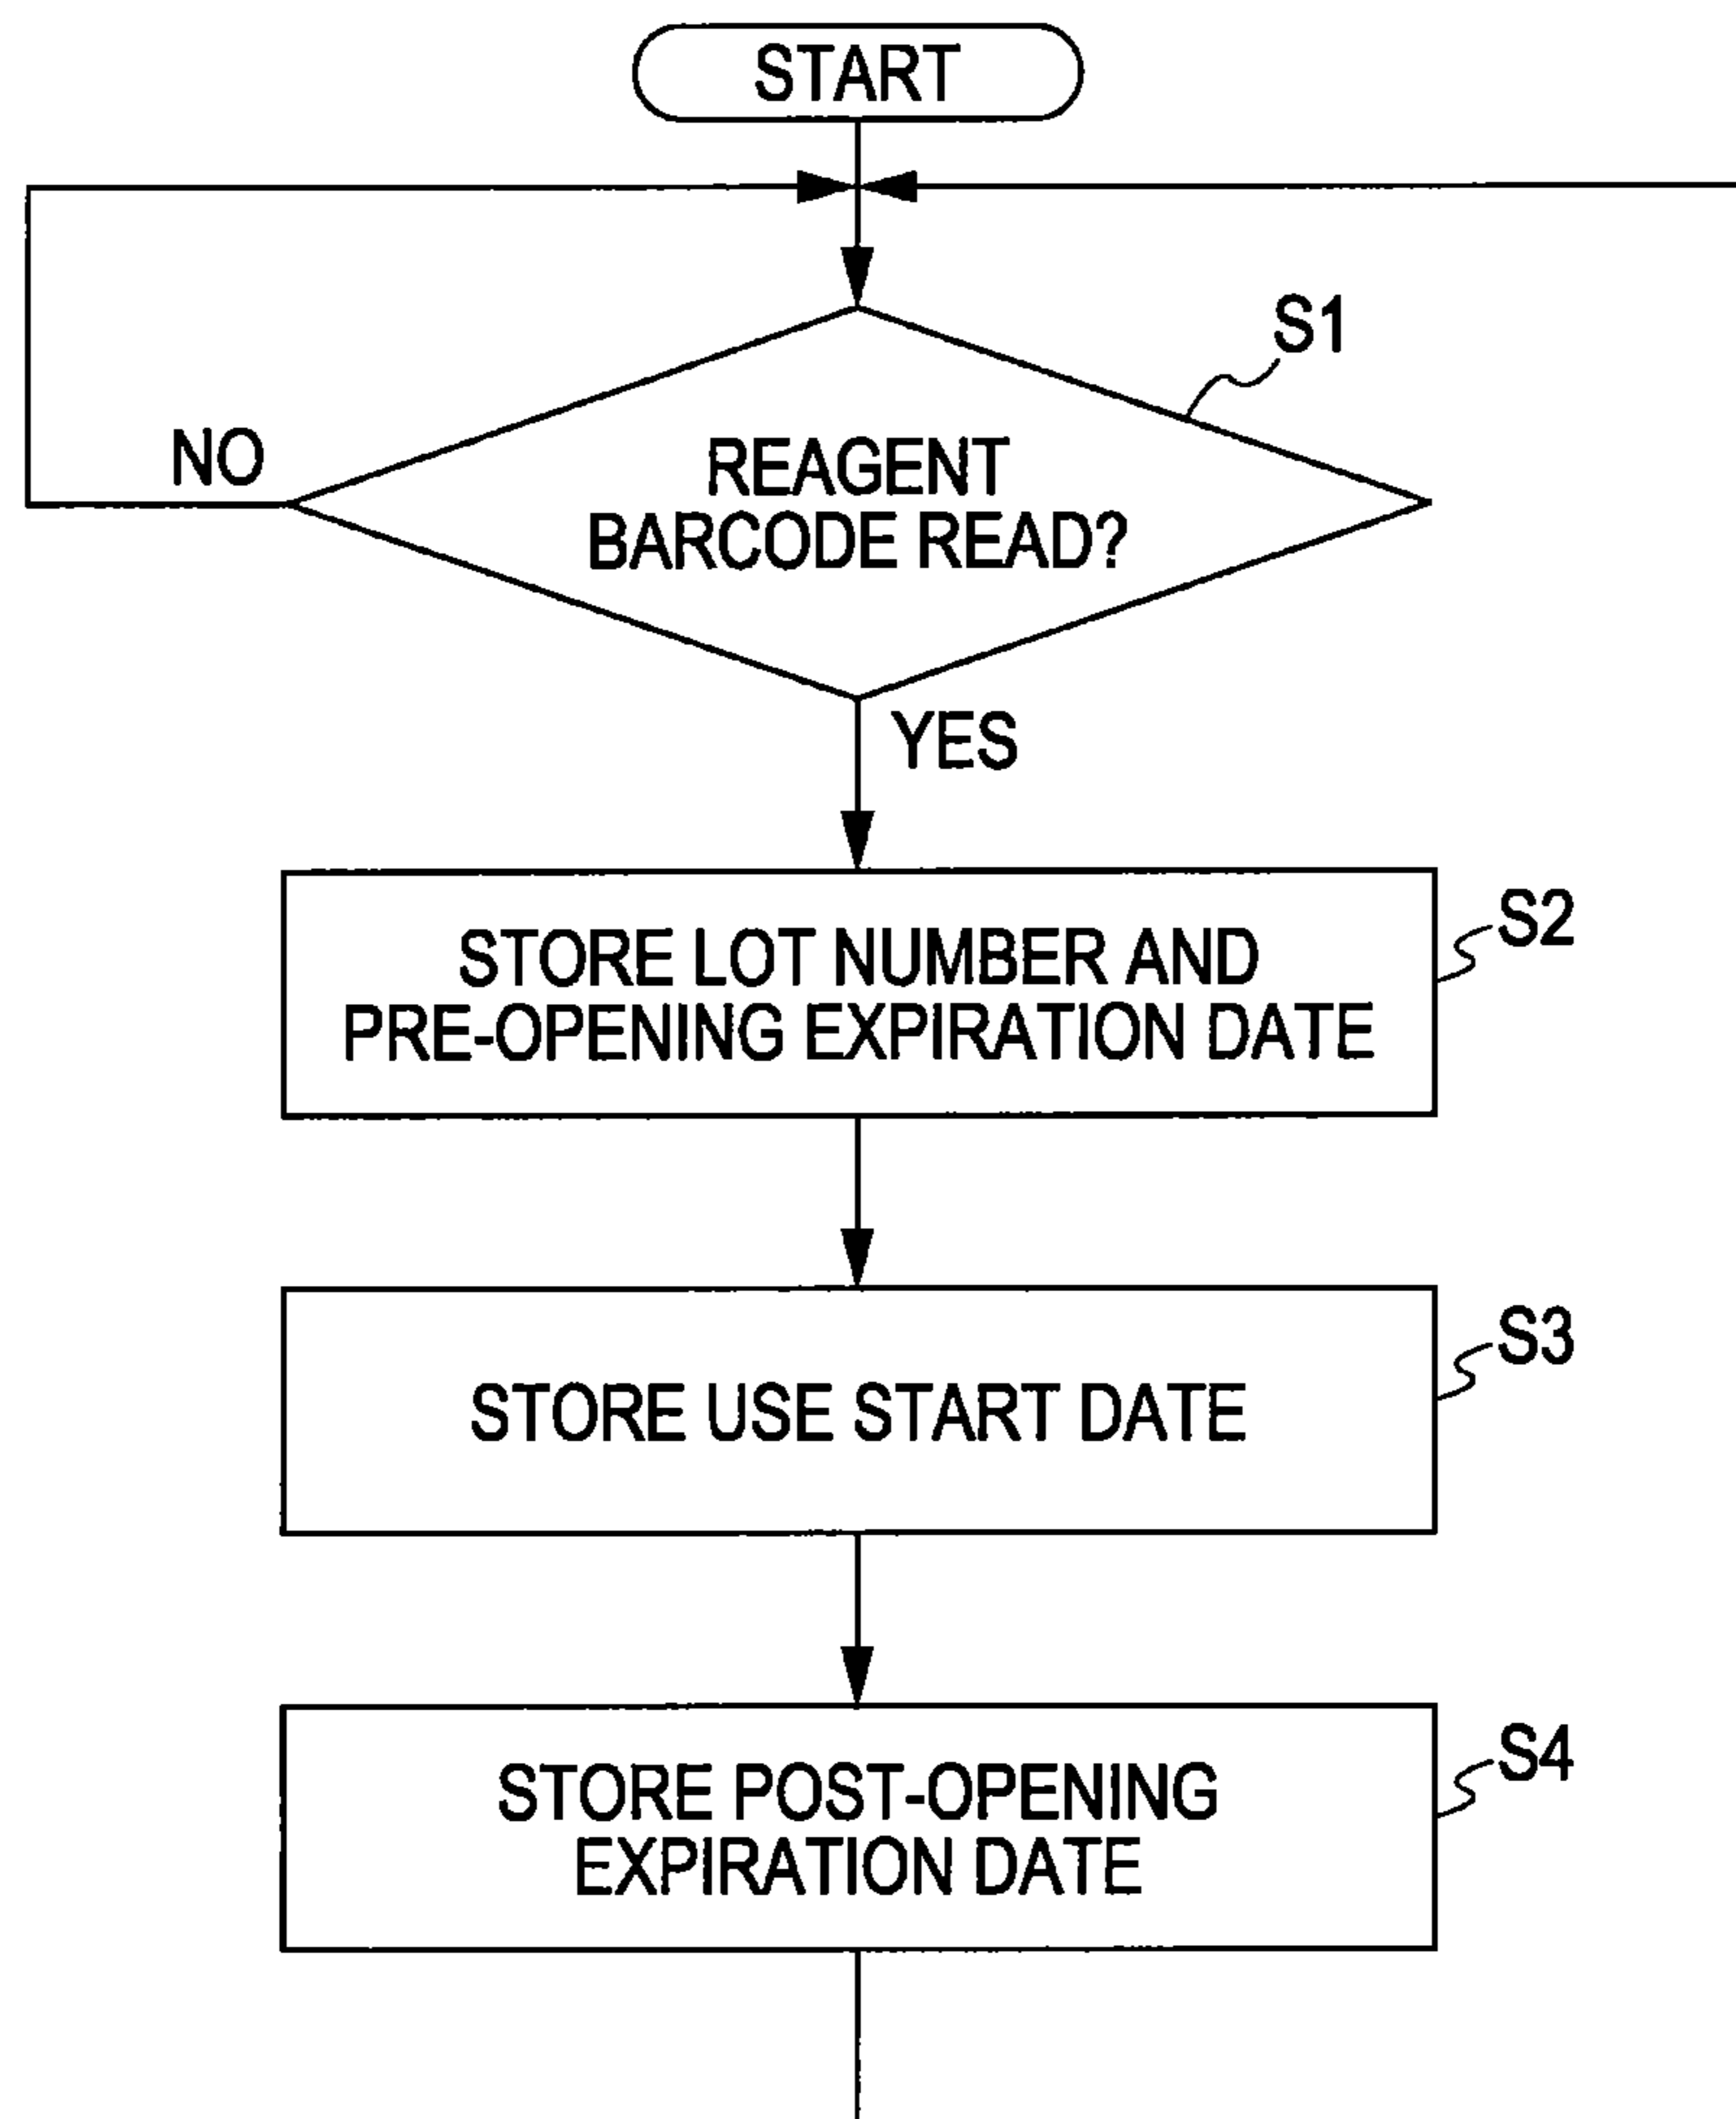 START
S1
NO
REAGENT
BARCODE READ?
YES
S2
STORE LOT NUMBER AND
PRE-OPENING EXPIRATION DATE
S3
STORE USE START DATE
S4
STORE POST-OPENING
EXPIRATION DATE